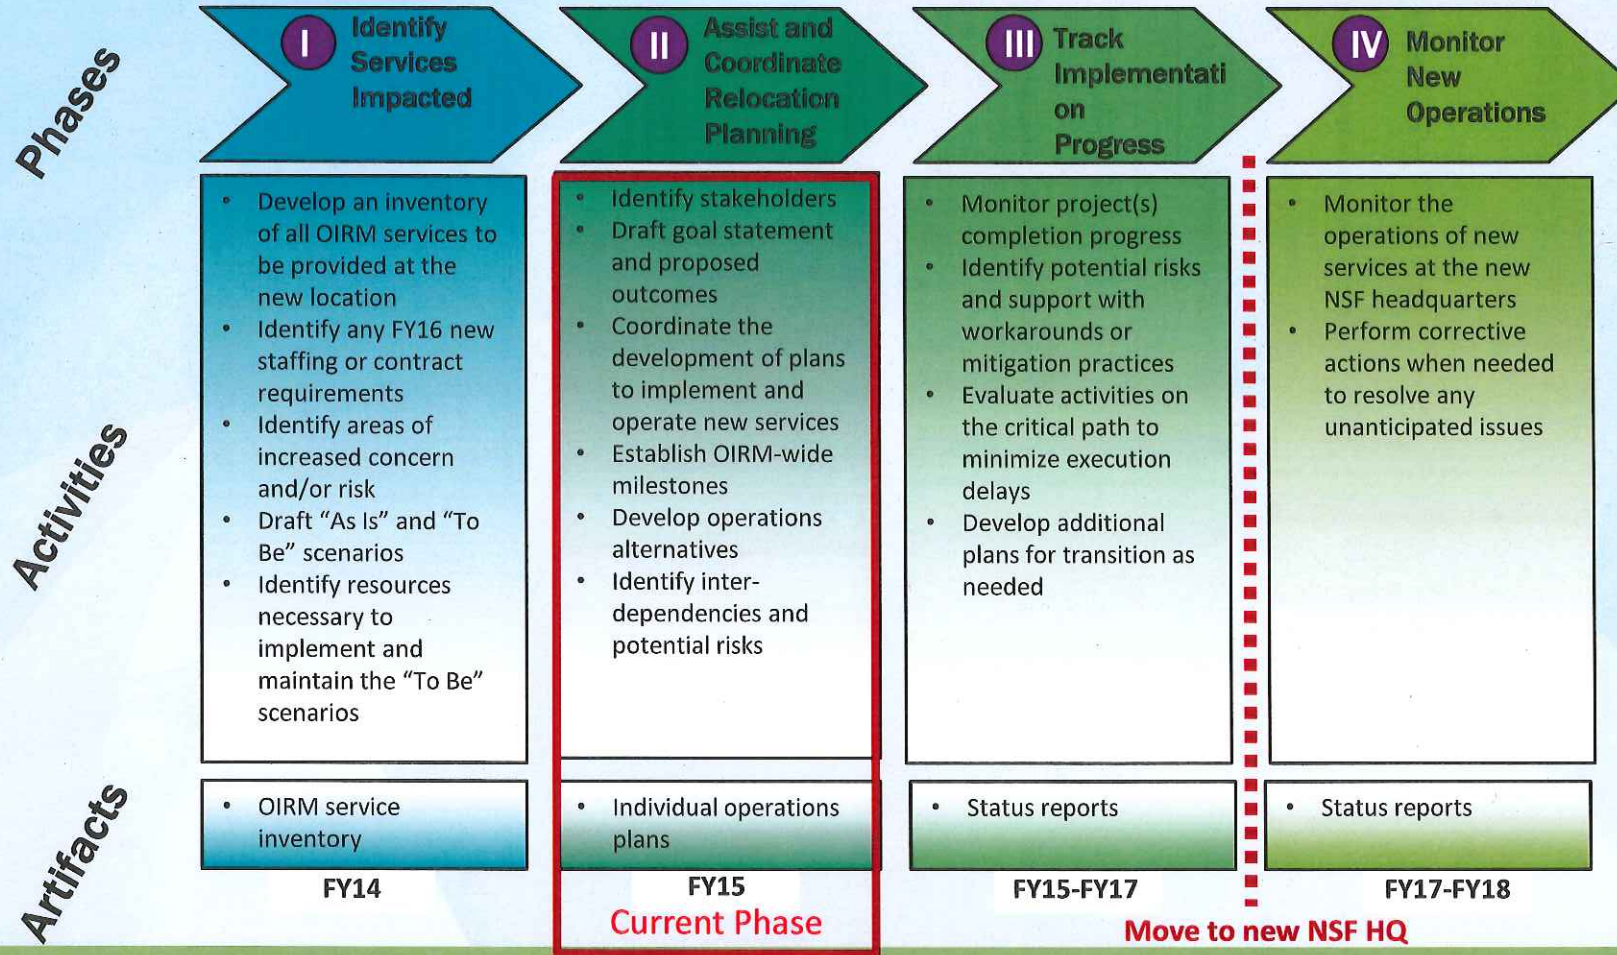 Phases
I
Identify
Services
Impacted
II
Assist and
Coordinate
Relocation
Planning
III
Track
Implementati
on
Progress
IV
Monitor
New
Operations
Activities
• Develop an inventory
of all OIRM services to
be provided at the
new location
• Identify any FY16 new
staffing or contract
requirements
• Identify areas of
increased concern
and/or risk
• Draft “As Is” and “To
Be” scenarios
• Identify resources
necessary to
implement and
maintain the “To Be”
scenarios
• Identify stakeholders
• Draft goal statement
and proposed
outcomes
• Coordinate the
development of plans
to implement and
operate new services
• Establish OIRM-wide
milestones
• Develop operations
alternatives
• Identify inter-
dependencies and
potential risks
• Monitor project(s)
completion progress
• Identify potential risks
and support with
workarounds or
mitigation practices
• Evaluate activities on
the critical path to
minimize execution
delays
• Develop additional
plans for transition as
needed
• Monitor the
operations of new
services at the new
NSF headquarters
• Perform corrective
actions when needed
to resolve any
unanticipated issues
Artifacts
• OIRM service
inventory
• Individual operations
plans
• Status reports
• Status reports
FY14
FY15
FY15-FY17
FY17-FY18
Current Phase
Move to new NSF HQ